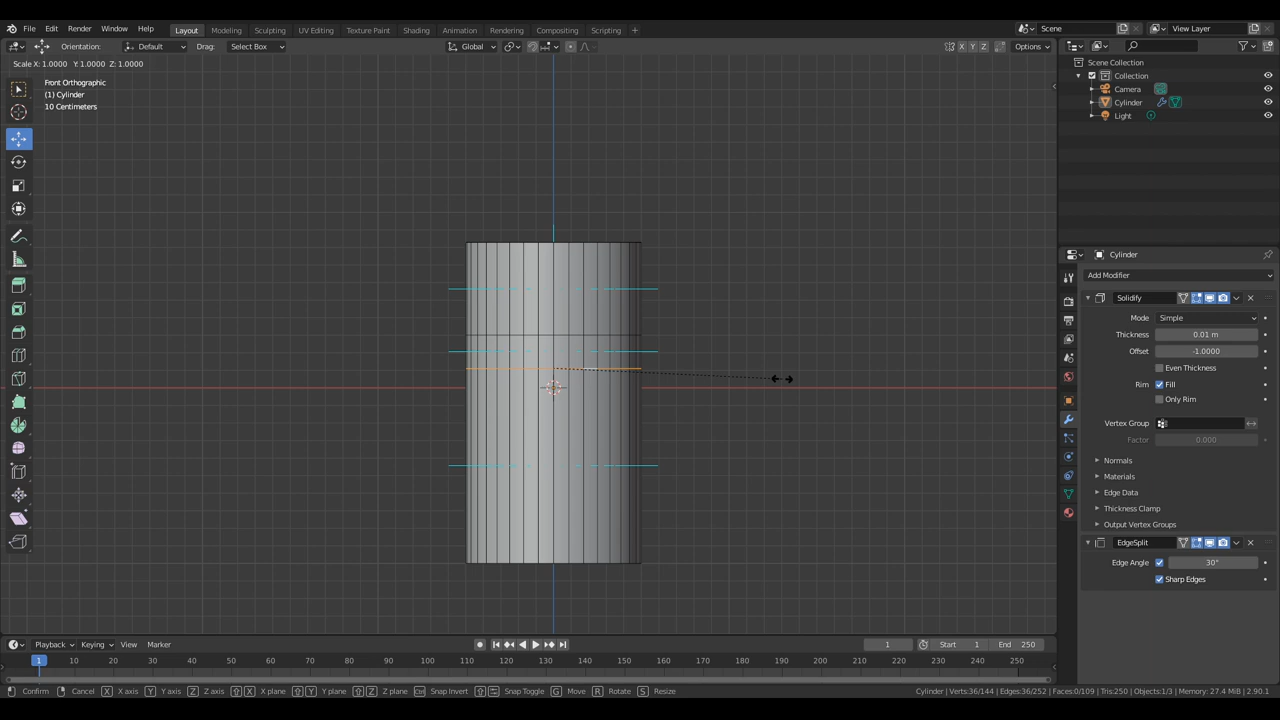 File Edit Render Window Help Layout Modeling Sculpting UV Editing Texture Paint Shading Animation Rendering Compositing Scripting + Scene View Layer
Orientation: Default Drag: Select Box Global X Y Z Options
Scale X: 1.0000 Y: 1.0000 Z: 1.0000
Front Orthographic
(1) Cylinder
10 Centimeters
Scene Collection
Collection
Camera
Cylinder
Light
Cylinder
Add Modifier
Solidify
Mode Simple
Thickness 0.01 m
Offset -1.0000
Even Thickness
Rim Fill
Only Rim
Vertex Group
Factor 0.000
Normals
Materials
Edge Data
Thickness Clamp
Output Vertex Groups
EdgeSplit
Edge Angle 30°
Sharp Edges
Playback Keying View Marker 1 Start 1 End 250
1 10 20 30 40 50 60 70 80 90 100 110 120 130 140 150 160 170 180 190 200 210 220 230 240 250
Confirm Cancel X X axis Y Y axis Z Z axis X X plane Y Y plane Z Z plane Ctrl Snap Invert Snap Toggle G Move R Rotate S Resize Cylinder | Verts:36/144 | Edges:36/252 | Faces:0/109 | Tris:250 | Objects:1/3 | Memory: 27.4 MiB | 2.90.1